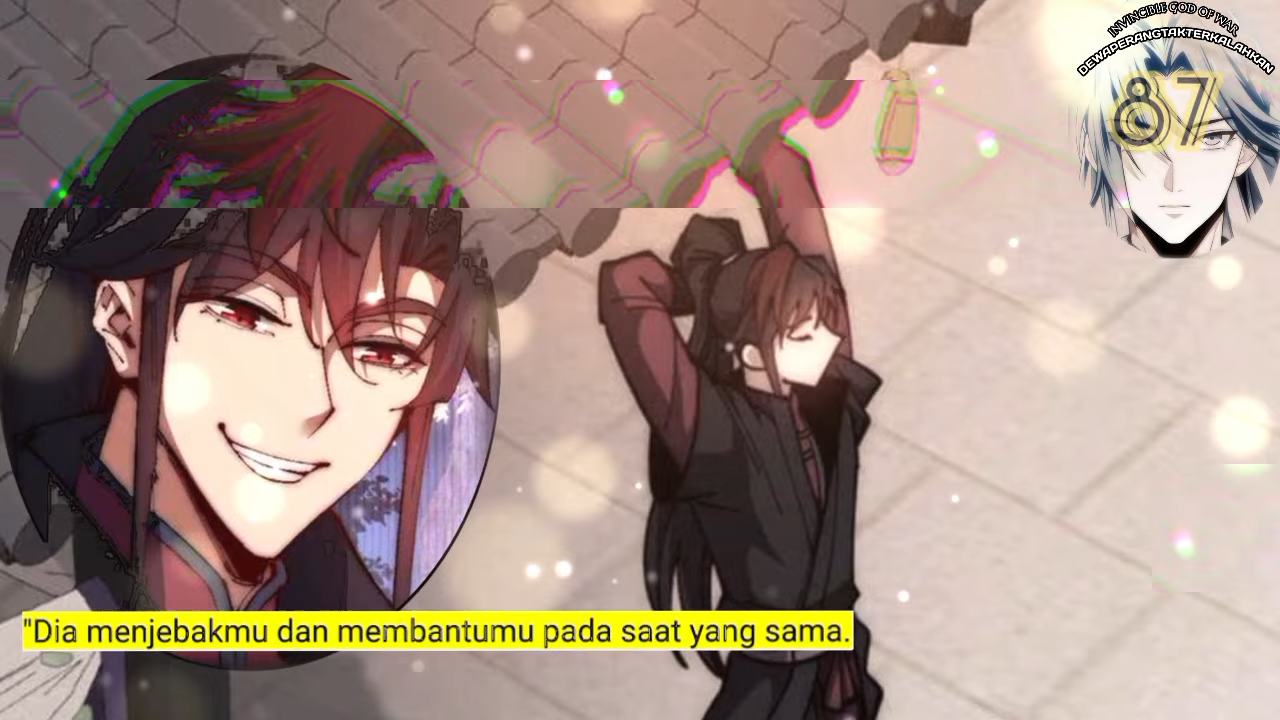 INVINCIBLE GOD OF WAR
DEWAPERANGTAKTERKALAHKAN
87
"Dia menjebakmu dan membantumu pada saat yang sama.